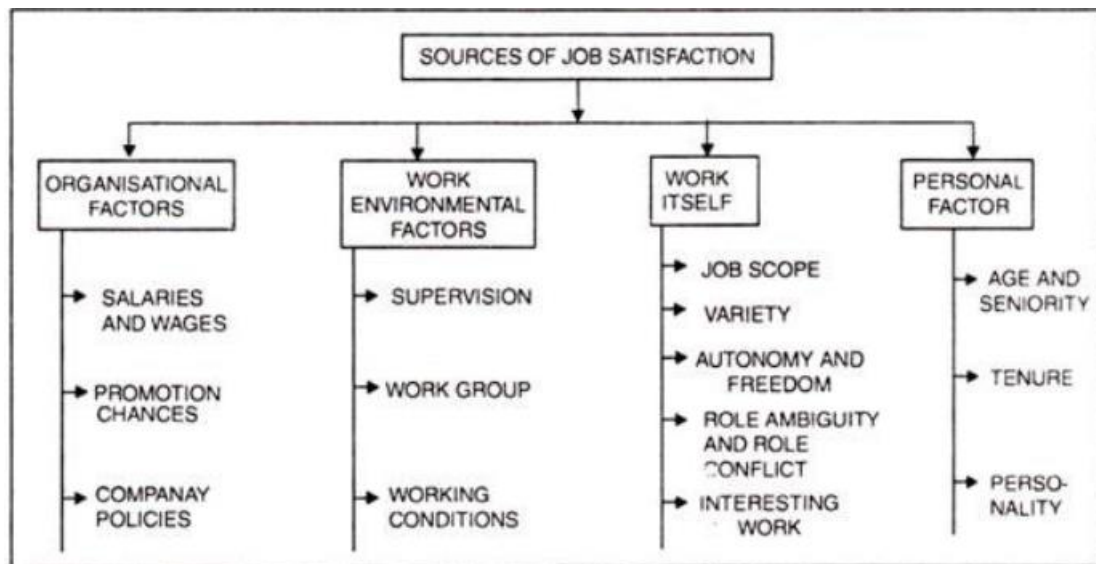 SOURCES OF JOB SATISFACTION
ORGANISATIONAL
FACTORS
SALARIES
AND WAGES
PROMOTION
CHANCES
COMPANAY
POLICIES
WORK
ENVIRONMENTAL
FACTORS
SUPERVISION
WORK GROUP
WORKING
CONDITIONS
WORK
ITSELF
JOB SCOPE
VARIETY
AUTONOMY AND
FREEDOM
ROLE AMBIGUITY
AND ROLE
CONFLICT
INTERESTING
WORK
PERSONAL
FACTOR
AGE AND
SENIORITY
TENURE
PERSO-
NALITY